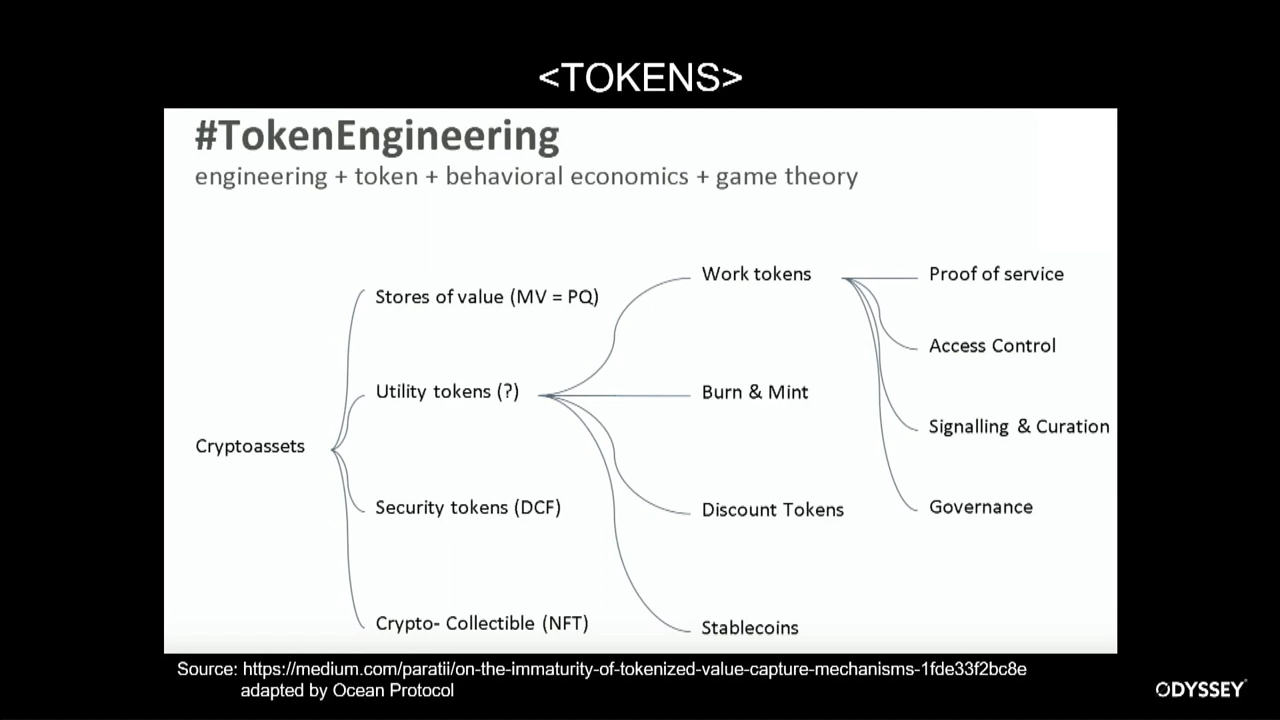 <TOKENS>
#TokenEngineering
engineering + token + behavioral economics + game theory
Cryptoassets
Stores of value (MV = PQ)
Utility tokens (?)
Security tokens (DCF)
Crypto- Collectible (NFT)
Work tokens
Burn & Mint
Discount Tokens
Stablecoins
Proof of service
Access Control
Signalling & Curation
Governance
Source: https://medium.com/paratii/on-the-immaturity-of-tokenized-value-capture-mechanisms-1fde33f2bc8e
adapted by Ocean Protocol
ODYSSEY